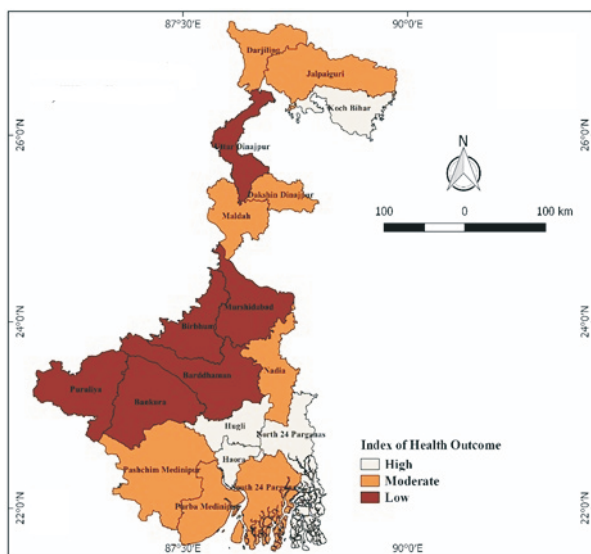 87°30'E
90°0'E
Darjiling
Jalpaiguri
Koch Bihar
26°0'N
26°0'N
Uttar Dinajpur
N
Dakshin Dinajpur
Maldah
100
0
100 km
Murshidabad
24°0'N
24°0'N
Birbhum
Nadia
Barddhaman
Puruliya
Bankura
Hugli
North 24 Parganas
Index of Health Outcome
High
Haora
Pashchim Medinipur
Moderate
South 24 Parganas
Low
Purba Medinipur
22°0'N
22°0'N
87°30'E
90°0'E